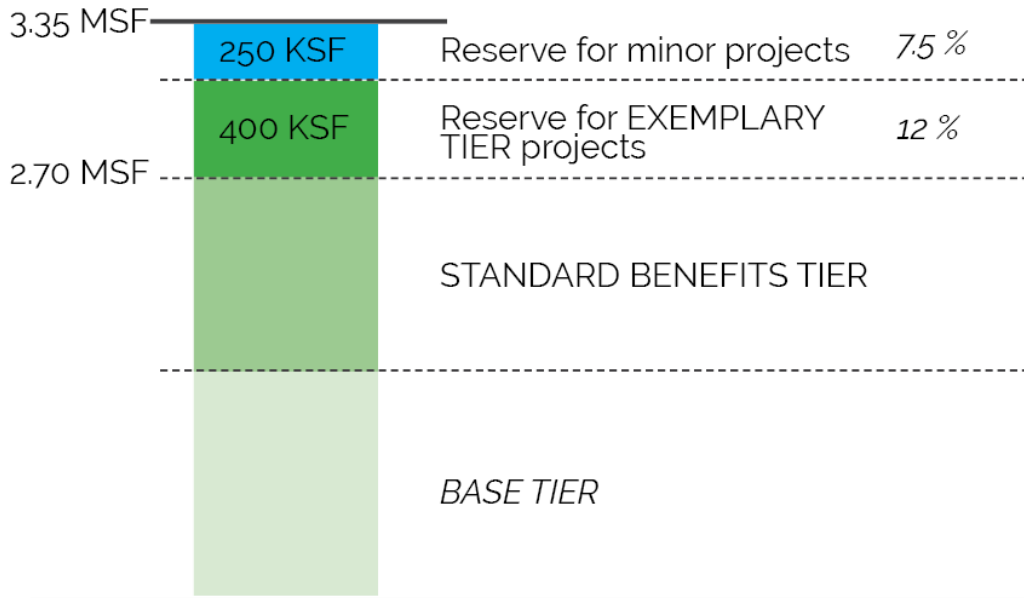 3.35 MSF
250 KSF
Reserve for minor projects
7.5 %
400 KSF
Reserve for EXEMPLARY
TIER projects
12 %
2.70 MSF
STANDARD BENEFITS TIER
BASE TIER